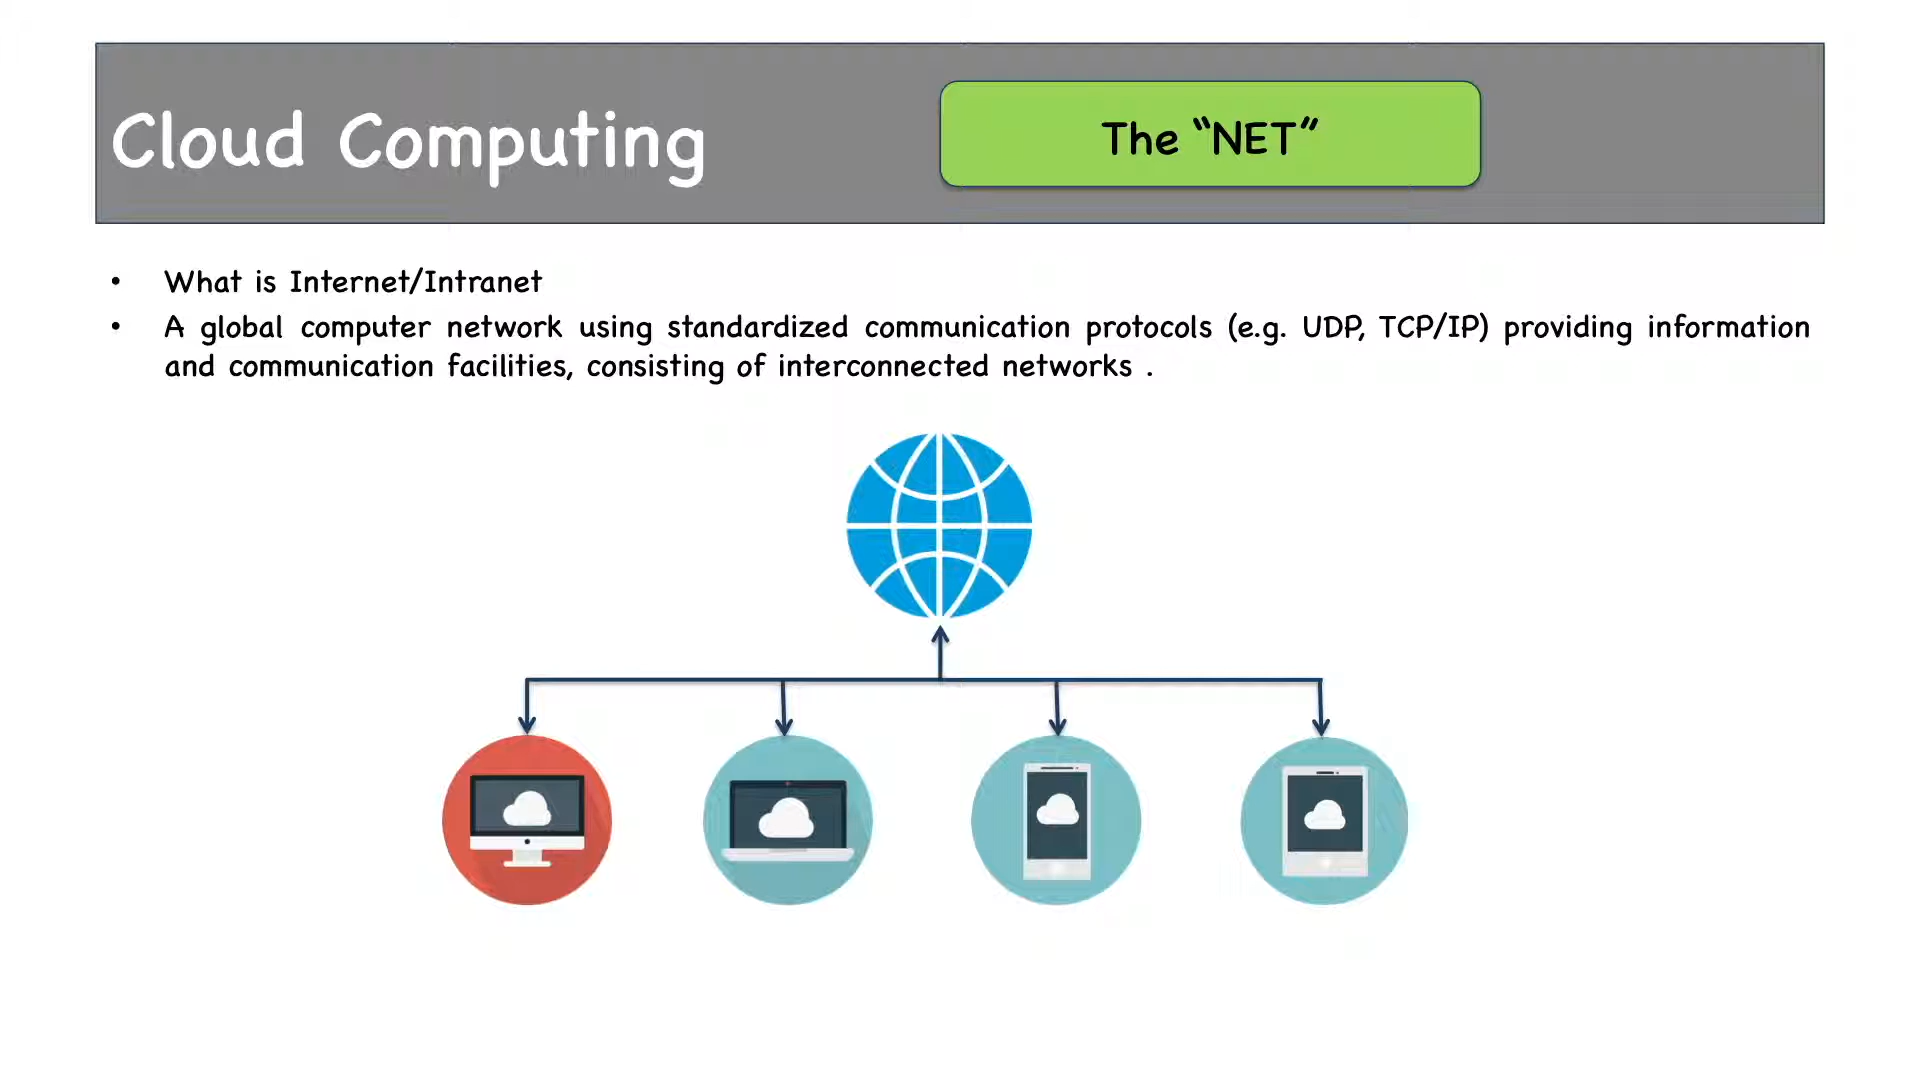 Cloud Computing
The “NET”
• What is Internet/Intranet
• A global computer network using standardized communication protocols (e.g. UDP, TCP/IP) providing information
and communication facilities, consisting of interconnected networks .